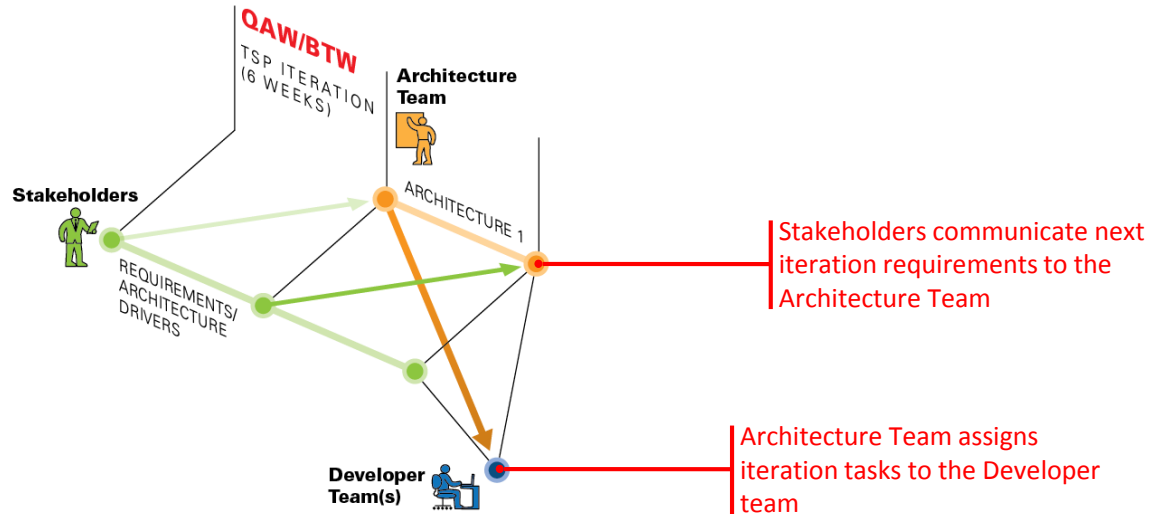 QAW/BTW
TSP ITERATION
(6 WEEKS)
Architecture
Team
Stakeholders
ARCHITECTURE 1
REQUIREMENTS/
ARCHITECTURE
DRIVERS
Stakeholders communicate next
iteration requirements to the
Architecture Team
Developer
Team(s)
Architecture Team assigns
iteration tasks to the Developer
team